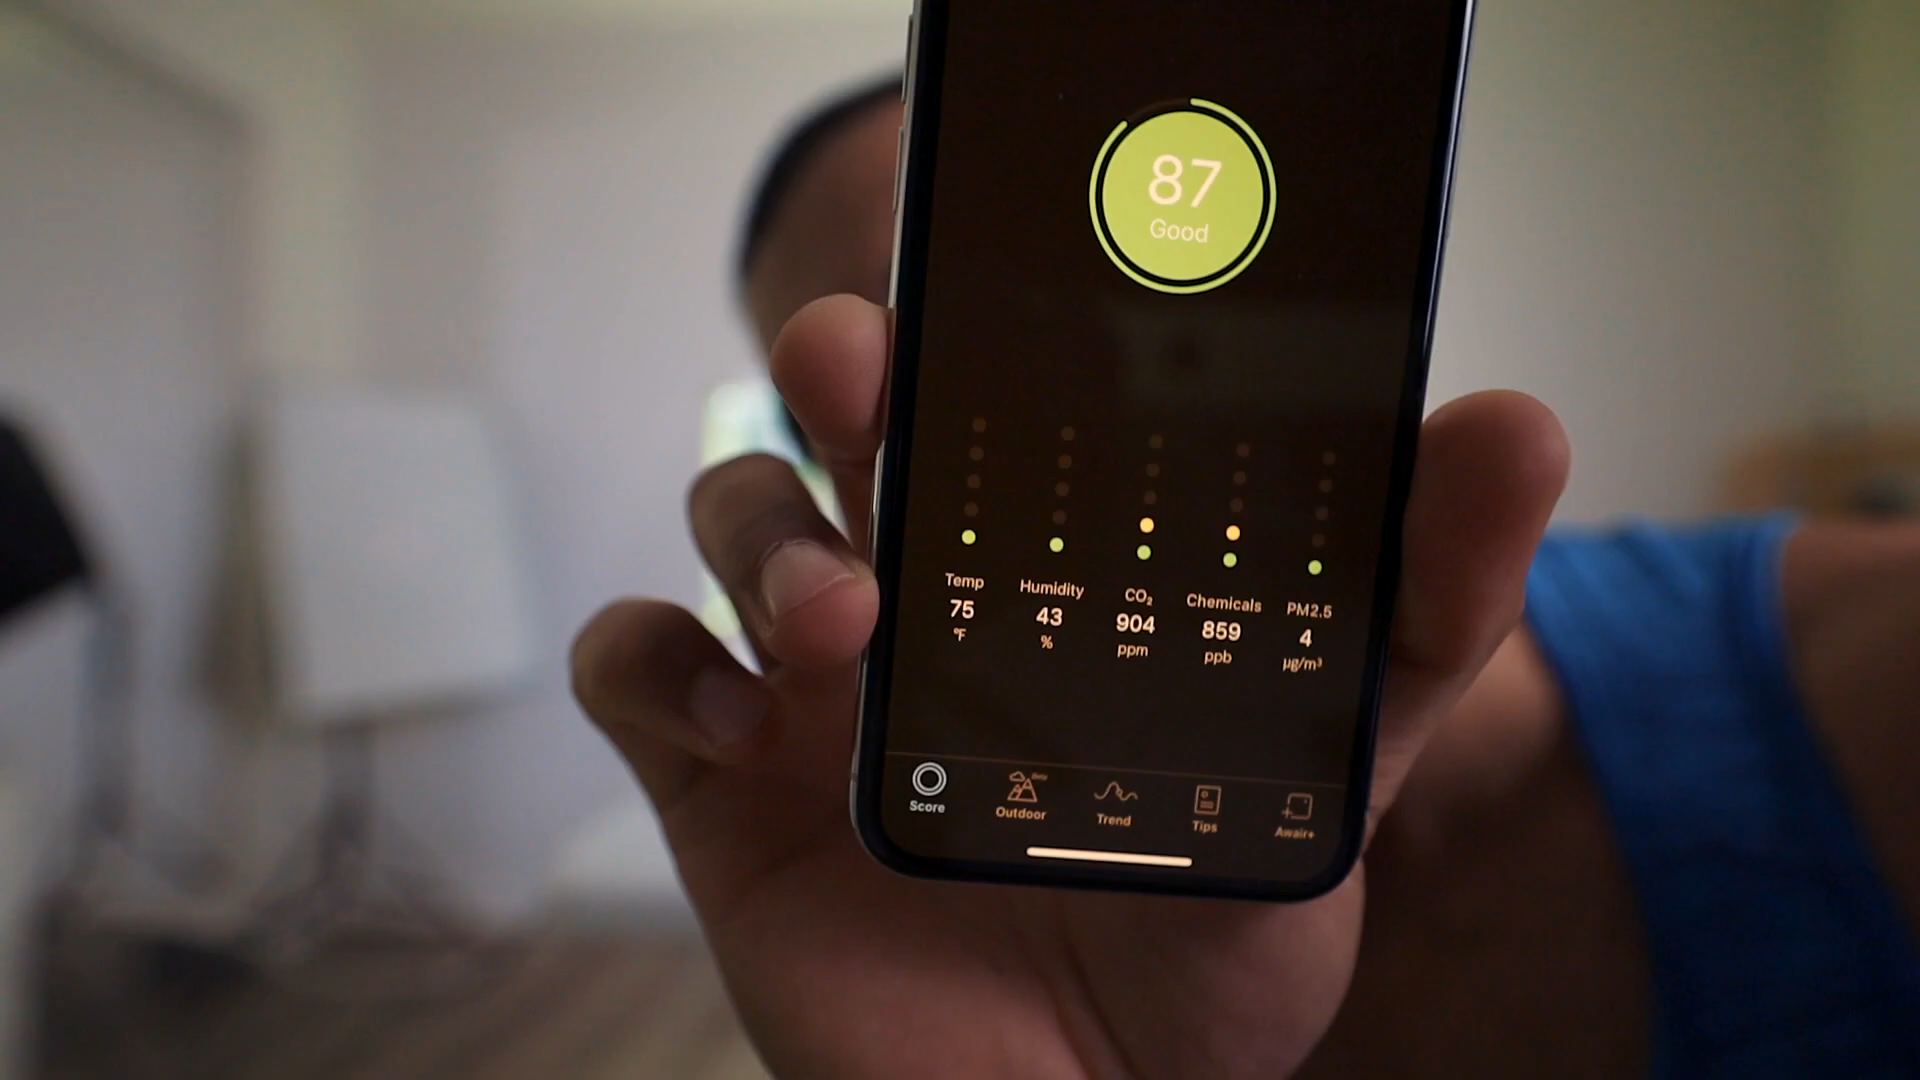 87
Good
Temp Humidity CO₂ Chemicals PM2.5
75 43 904 859 4
°F % ppm ppb µg/m³
Score Outdoor Beta Trend Tips Awair+